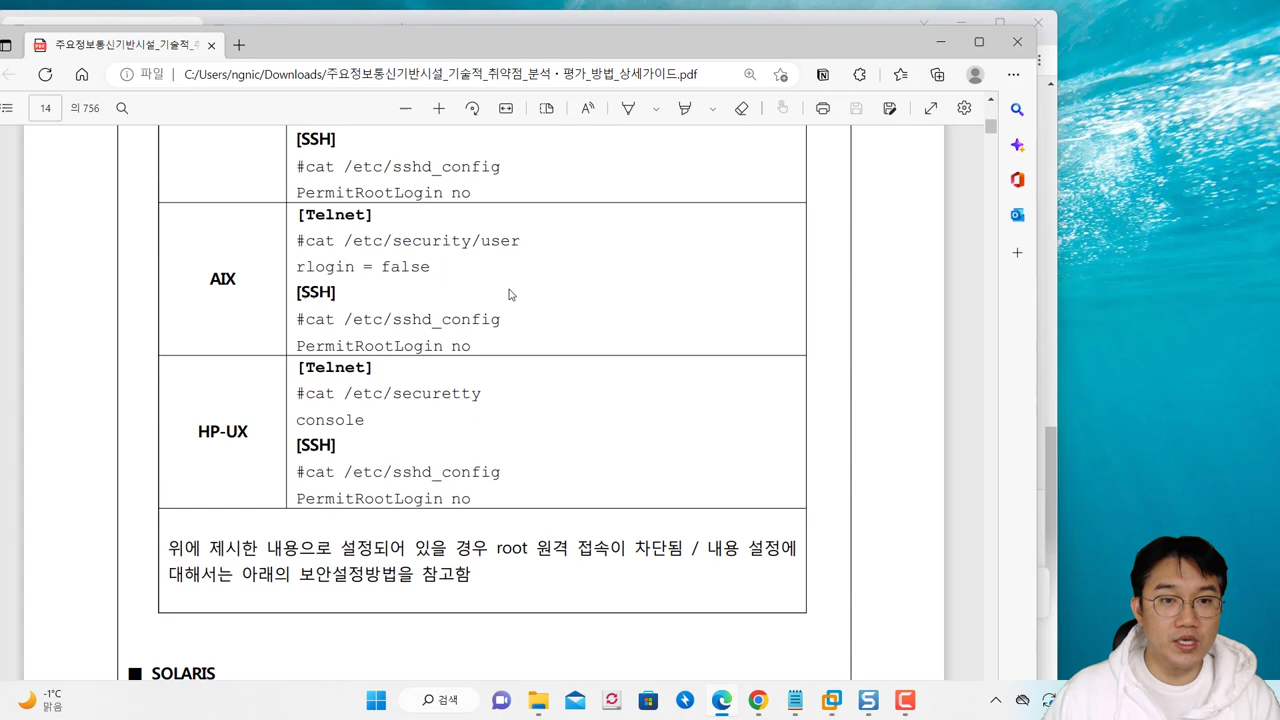 주요정보통신기반시설_기술적_
파일
C:/Users/ngnic/Downloads/주요정보통신기반시설_기술적_취약점_분석・평가_방법_상세가이드.pdf
14
의 756
[SSH]
#cat /etc/sshd_config
PermitRootLogin no
AIX
[Telnet]
#cat /etc/security/user
rlogin = false
[SSH]
#cat /etc/sshd_config
PermitRootLogin no
HP-UX
[Telnet]
#cat /etc/securetty
console
[SSH]
#cat /etc/sshd_config
PermitRootLogin no
위에 제시한 내용으로 설정되어 있을 경우 root 원격 접속이 차단됨 / 내용 설정에
대해서는 아래의 보안설정방법을 참고함
■ SOLARIS
-1°C
맑음
검색